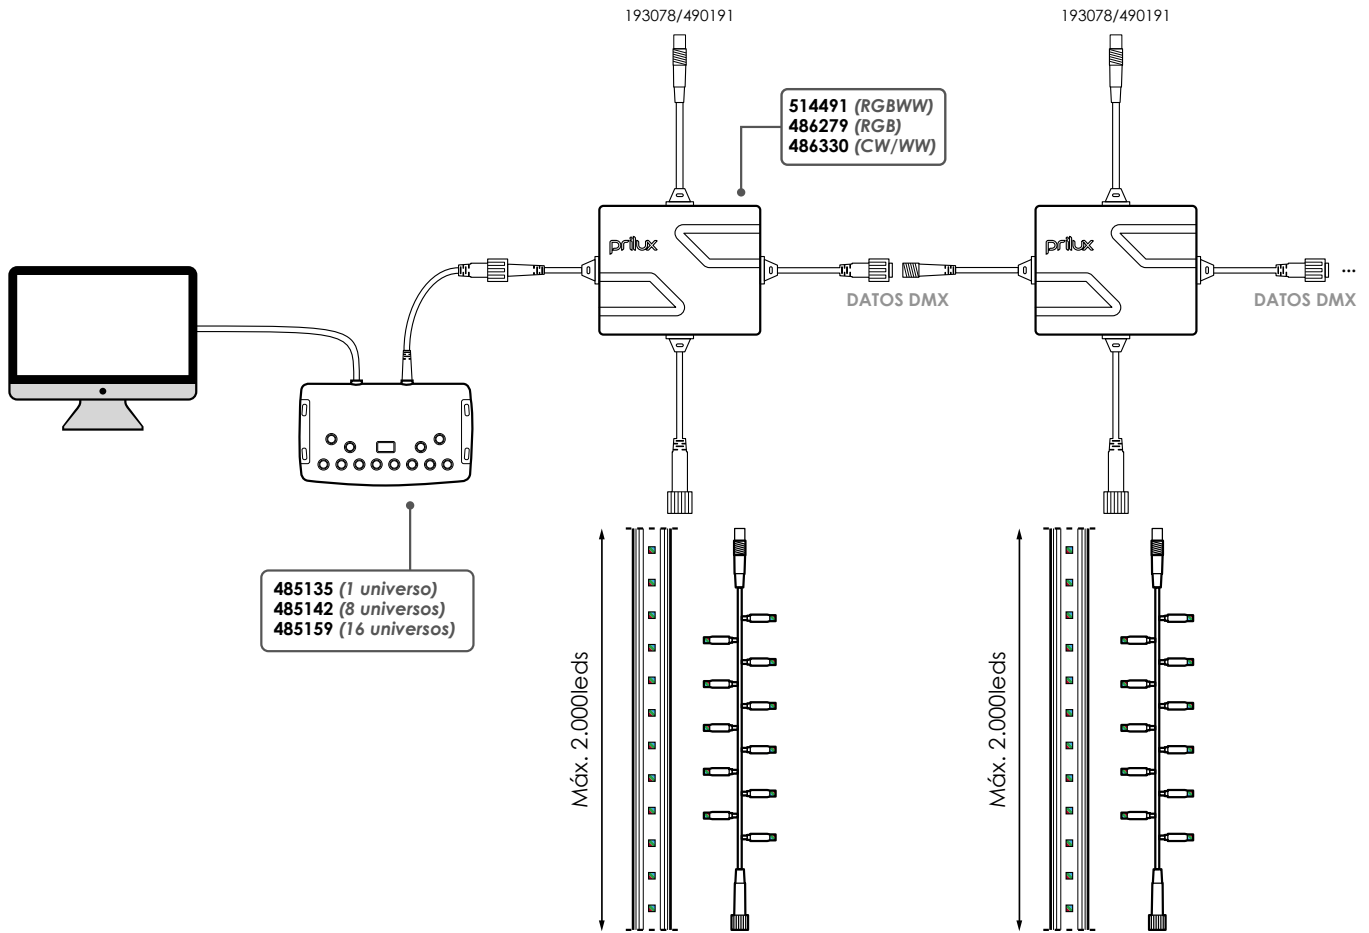 193078/490191
193078/490191
514491 (RGBWW)
486279 (RGB)
486330 (CW/WW)
prilux
prilux
DATOS DMX
...
DATOS DMX
485135 (1 universo)
485142 (8 universos)
485159 (16 universos)
Máx. 2.000leds
Máx. 2.000leds